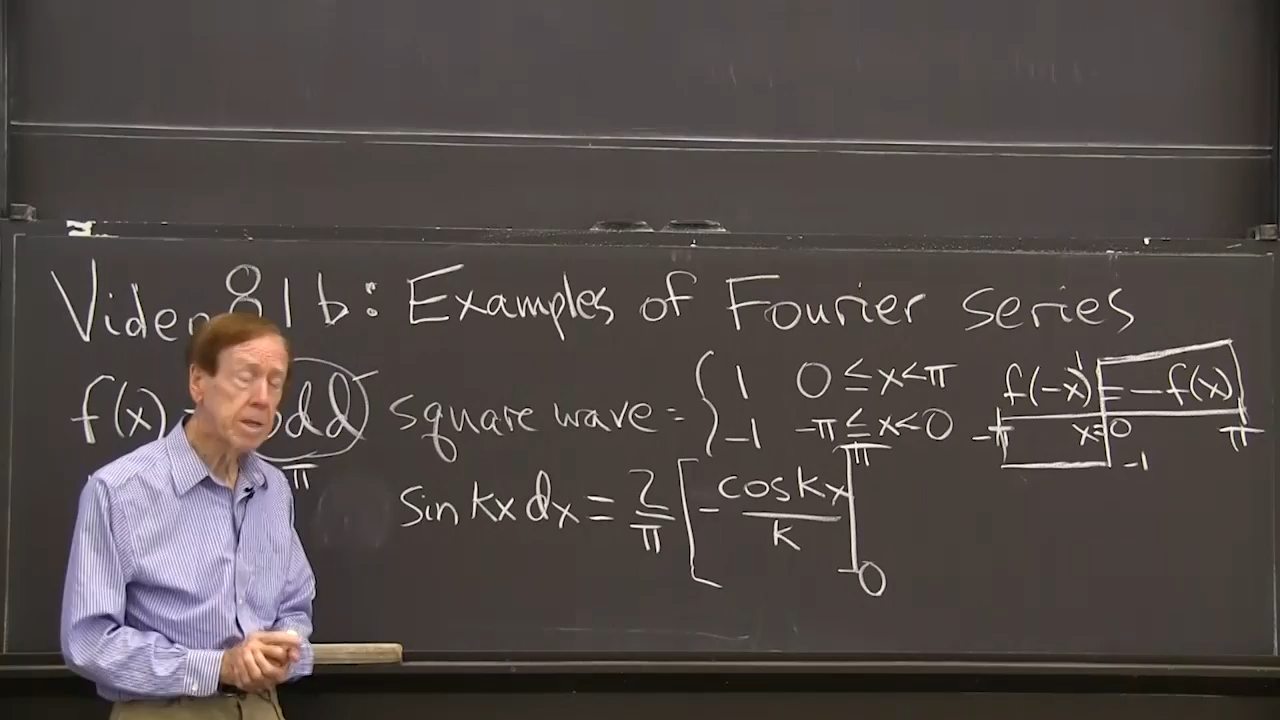 Video 81b: Examples of Fourier series
f(x) = odd square wave = { 1 0 ≤ x < π
-1 -π ≤ x < 0
f(-x) = -f(x)
1
-π x=0 π
-1
π
sin kx dx = 2/π [ - cos kx / k ] π 0